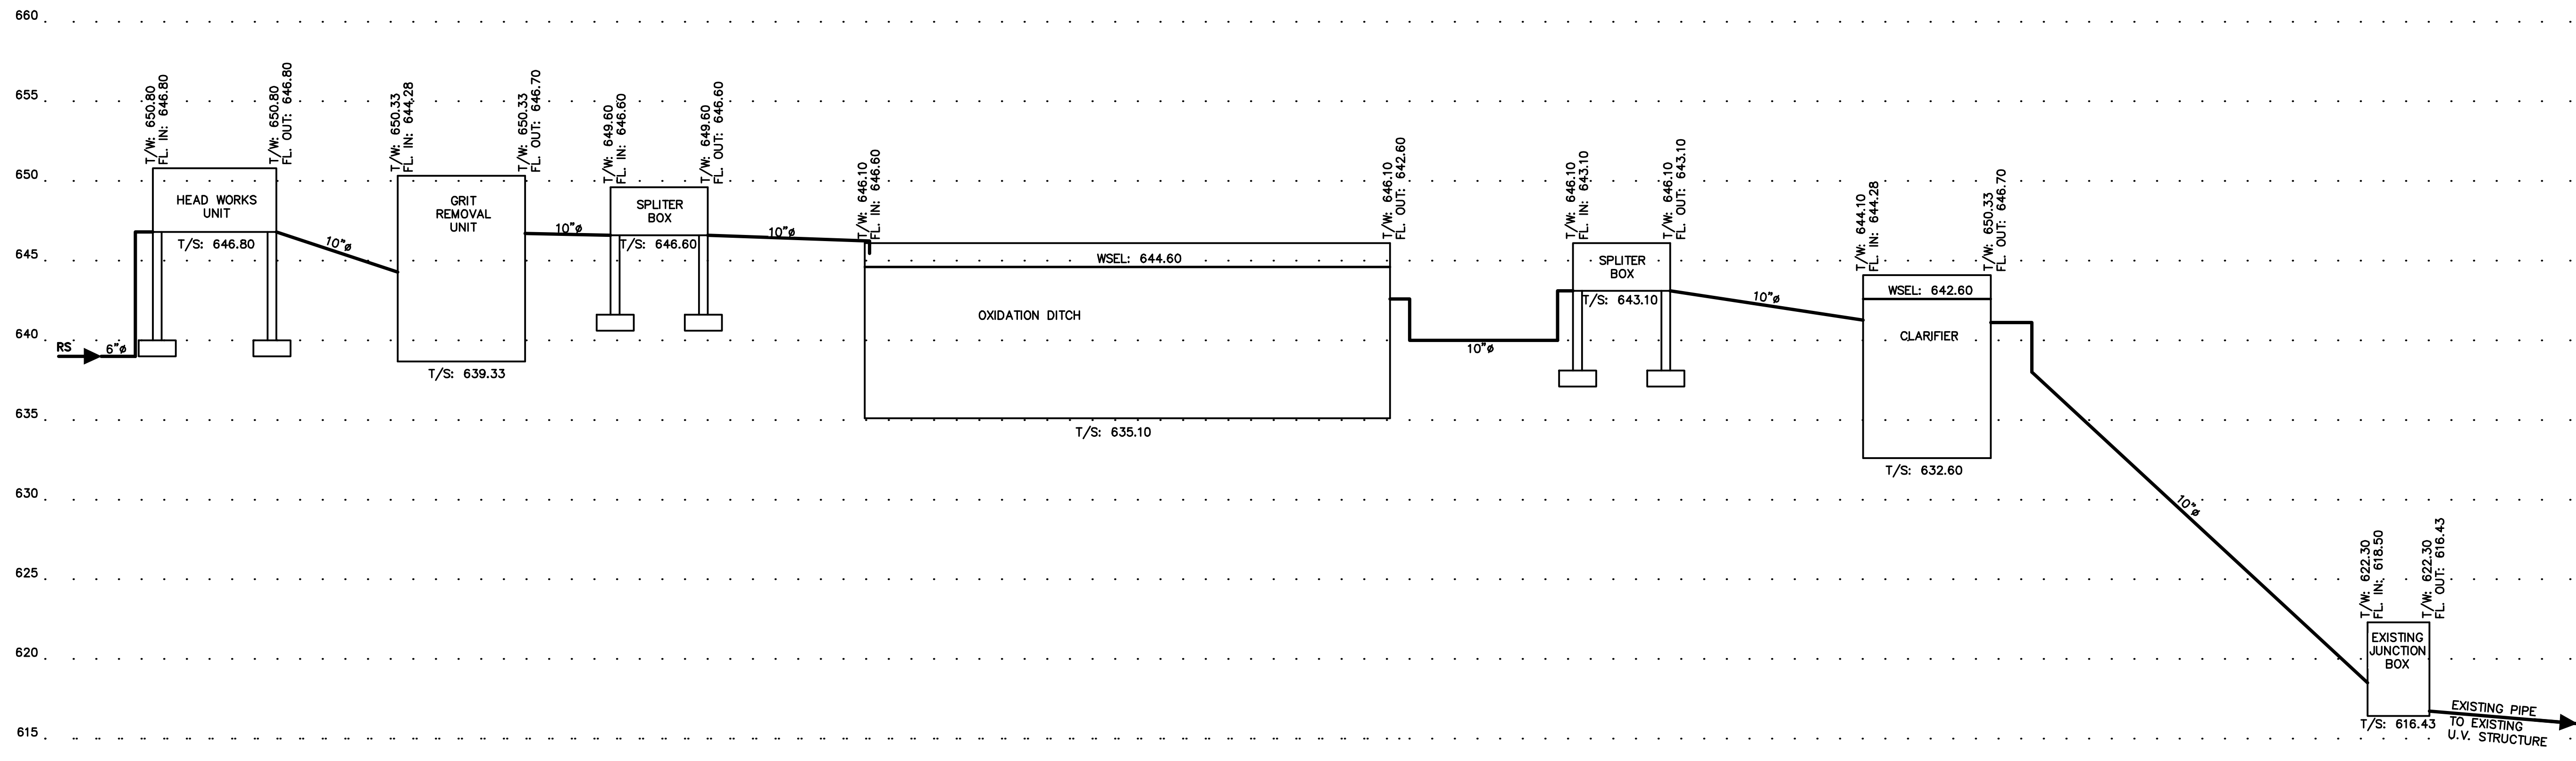 660
655
650
645
640
635
630
625
620
615
RS
6"ø
T/W: 650.80
FL. IN: 646.80
T/W: 650.80
FL. OUT: 646.80
HEAD WORKS
UNIT
T/S: 646.80
10"ø
T/W: 650.33
FL. IN: 644.28
T/W: 650.33
FL. OUT: 646.70
GRIT
REMOVAL
UNIT
T/S: 639.33
10"ø
T/W: 649.60
FL. IN: 646.60
T/W: 649.60
FL. OUT: 646.60
SPLITER
BOX
T/S: 646.60
10"ø
T/W: 646.10
FL. IN: 646.60
T/W: 646.10
FL. OUT: 642.60
WSEL: 644.60
OXIDATION DITCH
T/S: 635.10
10"ø
T/W: 646.10
FL. IN: 643.10
T/W: 646.10
FL. OUT: 643.10
SPLITER
BOX
T/S: 643.10
10"ø
T/W: 644.10
FL. IN: 644.28
T/W: 650.33
FL. OUT: 646.70
WSEL: 642.60
CLARIFIER
T/S: 632.60
10"ø
T/W: 622.30
FL. IN: 618.50
T/W: 622.30
FL. OUT: 616.43
EXISTING
JUNCTION
BOX
T/S: 616.43
EXISTING PIPE
TO EXISTING
U.V. STRUCTURE